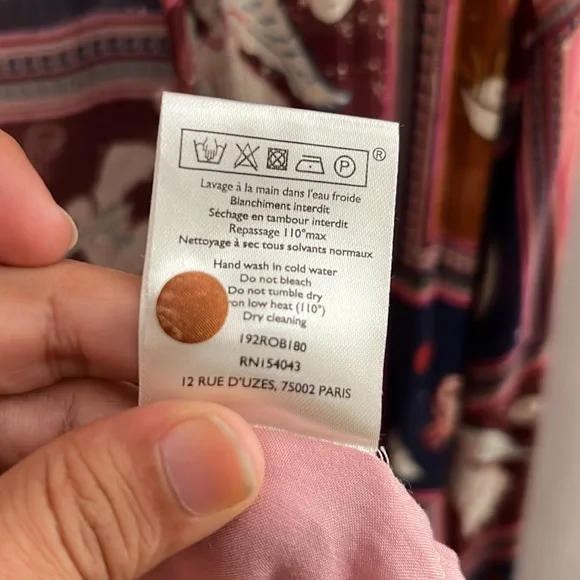 P ®
Lavage à la main dans l'eau froide
Blanchiment interdit
Séchage en tambour interdit
Repassage 110°max
Nettoyage à sec tous solvants normaux
Hand wash in cold water
Do not bleach
Do not tumble dry
ron low heat (110°)
Dry cleaning
192ROB180
RN154043
12 RUE D'UZES, 75002 PARIS